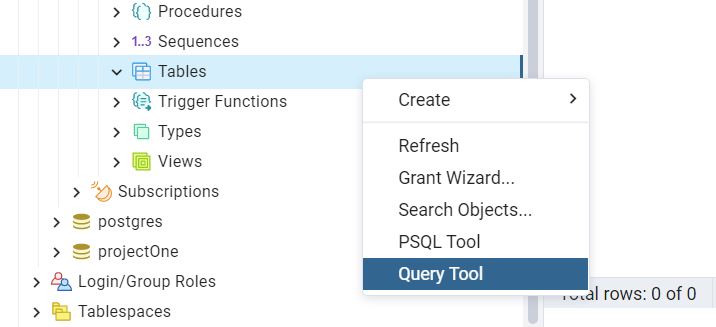 Procedures
1..3 Sequences
Tables
Trigger Functions
Types
Views
Subscriptions
postgres
projectOne
Login/Group Roles
Tablespaces
Create
Refresh
Grant Wizard...
Search Objects...
PSQL Tool
Query Tool
Total rows: 0 of 0